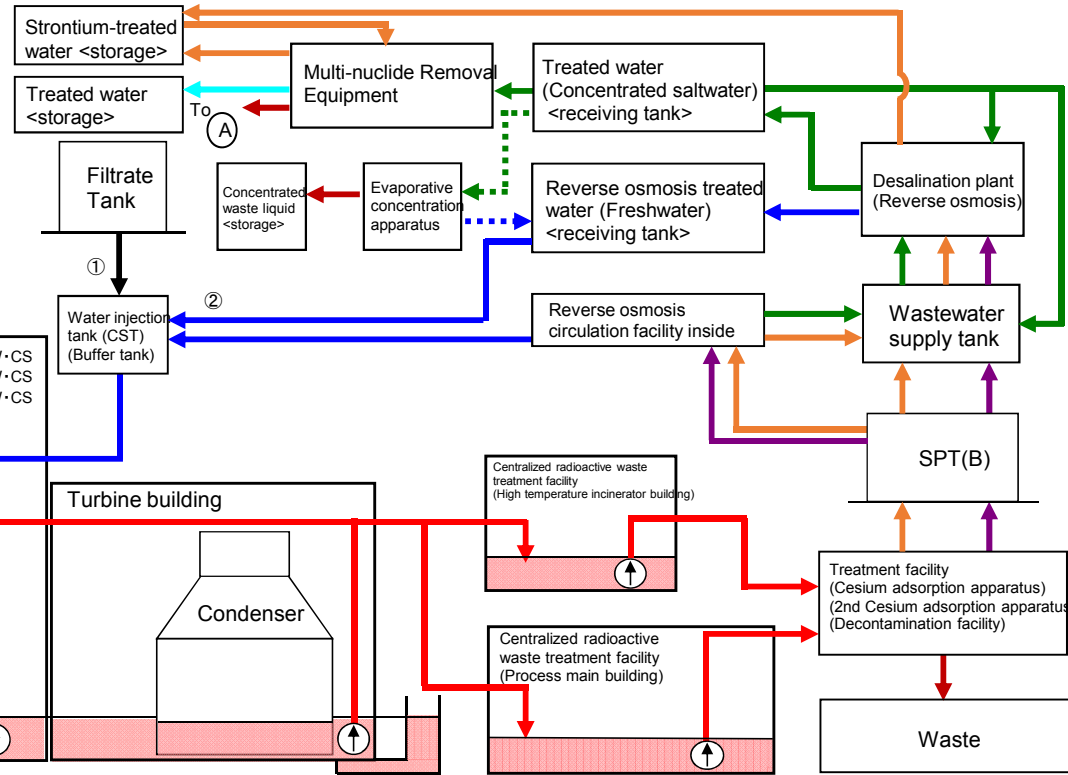 Strontium-treated
water <storage>
Treated water
<storage>
To
A
Multi-nuclide Removal
Equipment
Treated water
(Concentrated saltwater)
<receiving tank>
Filtrate
Tank
Concentrated
waste liquid
<storage>
Evaporative
concentration
apparatus
Reverse osmosis treated
water (Freshwater)
<receiving tank>
Desalination plant
(Reverse osmosis)
①
②
Water injection
tank (CST)
(Buffer tank)
Reverse osmosis
circulation facility inside
Wastewater
supply tank
・CS
・CS
・CS
SPT(B)
Turbine building
Condenser
Centralized radioactive waste
treatment facility
(High temperature incinerator building)
Treatment facility
(Cesium adsorption apparatus)
(2nd Cesium adsorption apparatus
(Decontamination facility)
Centralized radioactive
waste treatment facility
(Process main building)
Waste